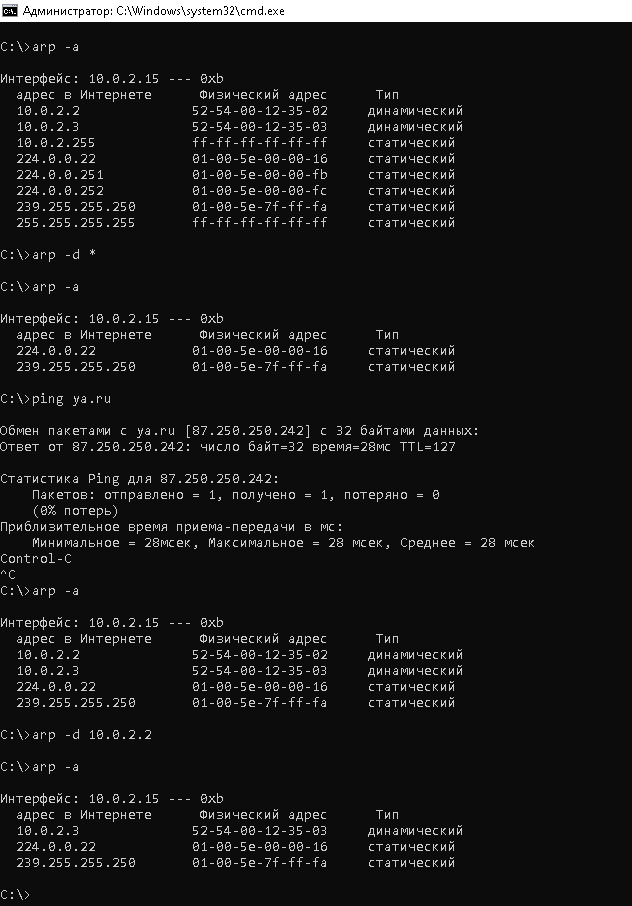 Администратор: C:\Windows\system32\cmd.exe
C:\>arp -a
Интерфейс: 10.0.2.15 --- 0xb
адрес в Интернете Физический адрес Тип
10.0.2.2 52-54-00-12-35-02 динамический
10.0.2.3 52-54-00-12-35-03 динамический
10.0.2.255 ff-ff-ff-ff-ff-ff статический
224.0.0.22 01-00-5e-00-00-16 статический
224.0.0.251 01-00-5e-00-00-fb статический
224.0.0.252 01-00-5e-00-00-fc статический
239.255.255.250 01-00-5e-7f-ff-fa статический
255.255.255.255 ff-ff-ff-ff-ff-ff статический
C:\>arp -d *
C:\>arp -a
Интерфейс: 10.0.2.15 --- 0xb
адрес в Интернете Физический адрес Тип
224.0.0.22 01-00-5e-00-00-16 статический
239.255.255.250 01-00-5e-7f-ff-fa статический
C:\>ping ya.ru
Обмен пакетами с ya.ru [87.250.250.242] с 32 байтами данных:
Ответ от 87.250.250.242: число байт=32 время=28мс TTL=127
Статистика Ping для 87.250.250.242:
Пакетов: отправлено = 1, получено = 1, потеряно = 0
(0% потерь)
Приблизительное время приема-передачи в мс:
Минимальное = 28мсек, Максимальное = 28 мсек, Среднее = 28 мсек
Control-C
^C
C:\>arp -a
Интерфейс: 10.0.2.15 --- 0xb
адрес в Интернете Физический адрес Тип
10.0.2.2 52-54-00-12-35-02 динамический
10.0.2.3 52-54-00-12-35-03 динамический
224.0.0.22 01-00-5e-00-00-16 статический
239.255.255.250 01-00-5e-7f-ff-fa статический
C:\>arp -d 10.0.2.2
C:\>arp -a
Интерфейс: 10.0.2.15 --- 0xb
адрес в Интернете Физический адрес Тип
10.0.2.3 52-54-00-12-35-03 динамический
224.0.0.22 01-00-5e-00-00-16 статический
239.255.255.250 01-00-5e-7f-ff-fa статический
C:\>